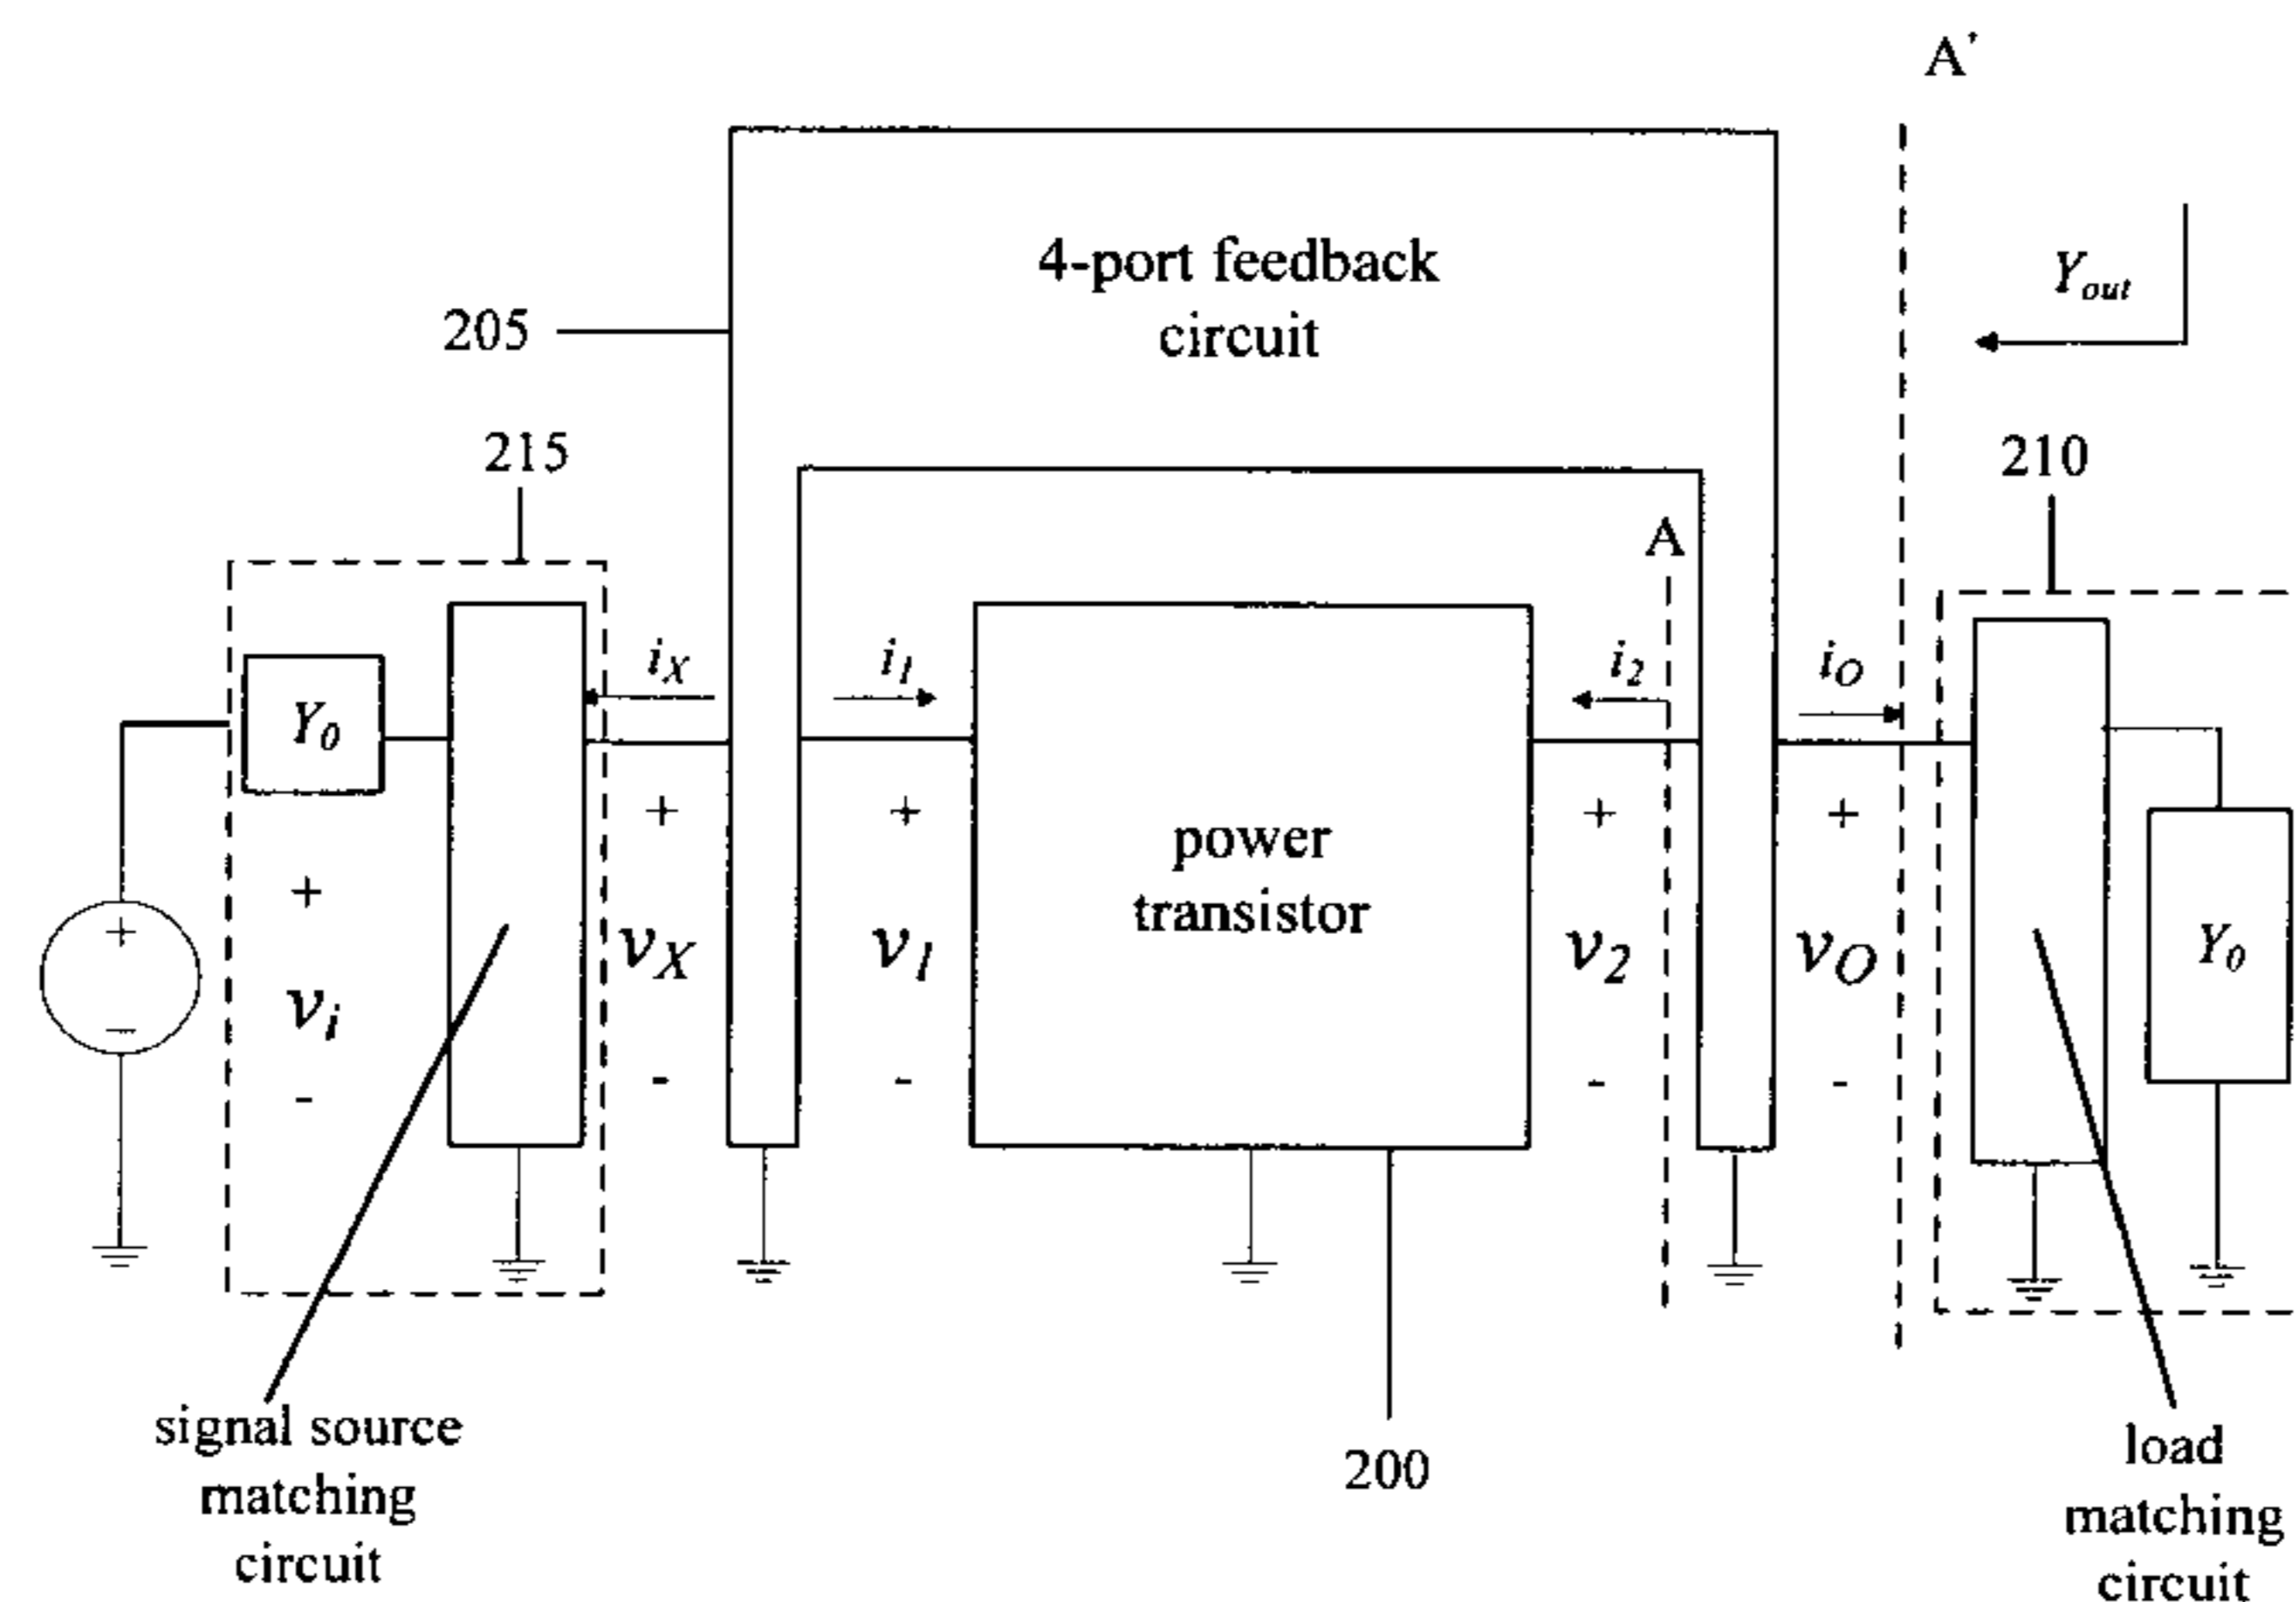 A'
4-port feedback
circuit
Yout
205
215
210
A
iX
i1
i2
iO
Y0
+
+
+
+
power
transistor
+
+
vi
-
−
vX
-
v1
-
v2
-
vO
-
Y0
signal source
matching
circuit
200
load
matching
circuit